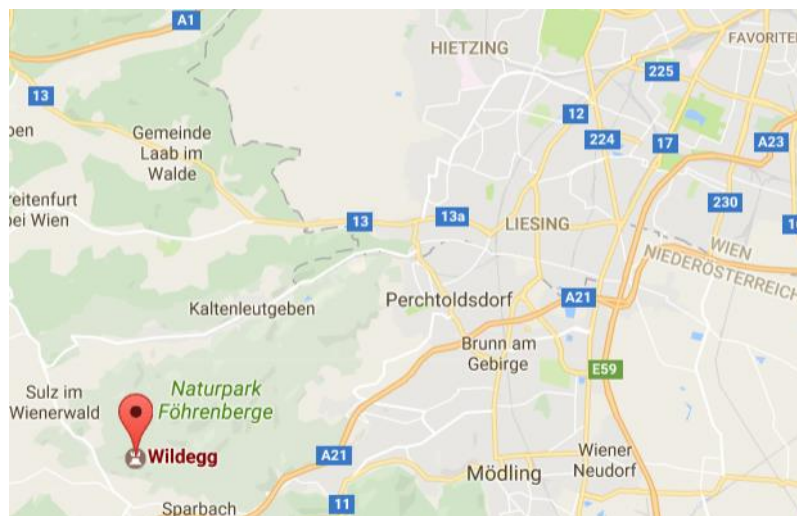 A1
HIETZING
FAVORITEN
225
13
12
Gemeinde
Laab im
Walde
224
17
A23
reitenfurt
bei Wien
13
13a
LIESING
230
WIEN
NIEDERÖSTERREICH
Kaltenleutgeben
Perchtoldsdorf
A21
Brunn am
Gebirge
E59
Sulz im
Wienerwald
Naturpark
Föhrenberge
Wildegg
A21
Wiener
Neudorf
Mödling
Sparbach
11